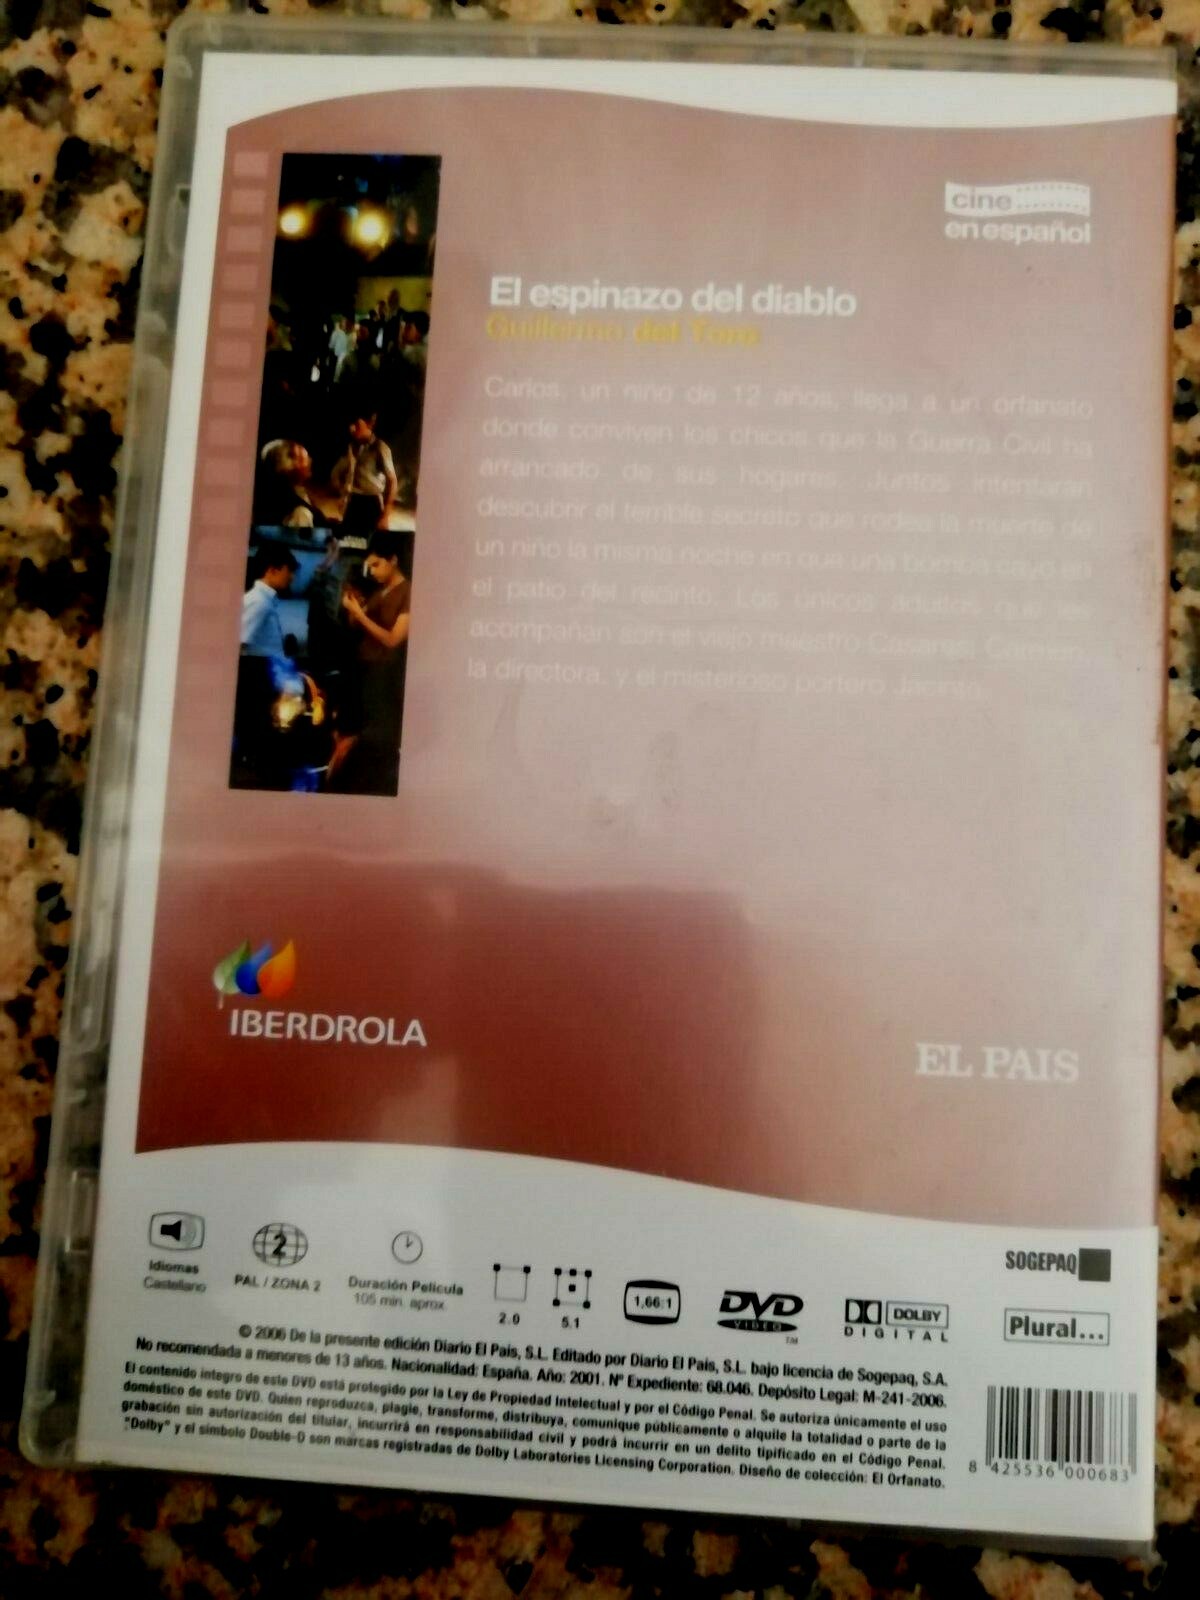 cine
en español
El espinazo del diablo
Guillermo del Toro
Carlos, un niño de 12 años, llega a un orfanato
donde conviven los chicos que la Guerra Civil ha
arrancado de sus hogares. Juntos intentarán
descubrir el terrible secreto que rodea la muerte de
un niño la misma noche en que una bomba cayó en
el patio del recinto. Los únicos adultos que les
acompañan son el viejo maestro Casares; Carmen,
la directora, y el misterioso portero Jacinto.
IBERDROLA
EL PAIS
Idiomas
Castellano
2
PAL / ZONA 2
Duración Película
105 min. aprox.
2.0
5.1
1,66:1
DVD
VIDEO
TM
DOLBY
DIGITAL
SOGEPAQ
Plural...
© 2006 De la presente edición Diario El País, S.L. Editado por Diario El País, S.L. bajo licencia de Sogepaq, S.A.
No recomendada a menores de 13 años. Nacionalidad: España. Año: 2001. Nº Expediente: 68.046. Depósito Legal: M-241-2006.
El contenido íntegro de este DVD está protegido por la Ley de Propiedad Intelectual y por el Código Penal. Se autoriza únicamente el uso
doméstico de este DVD. Quien reproduzca, plagie, transforme, distribuya, comunique públicamente o alquile la totalidad o parte de la
grabación sin autorización del titular, incurrirá en responsabilidad civil y podrá incurrir en un delito tipificado en el Código Penal.
"Dolby" y el símbolo Double-D son marcas registradas de Dolby Laboratories Licensing Corporation. Diseño de colección: El Orfanato.
8 425536 000683